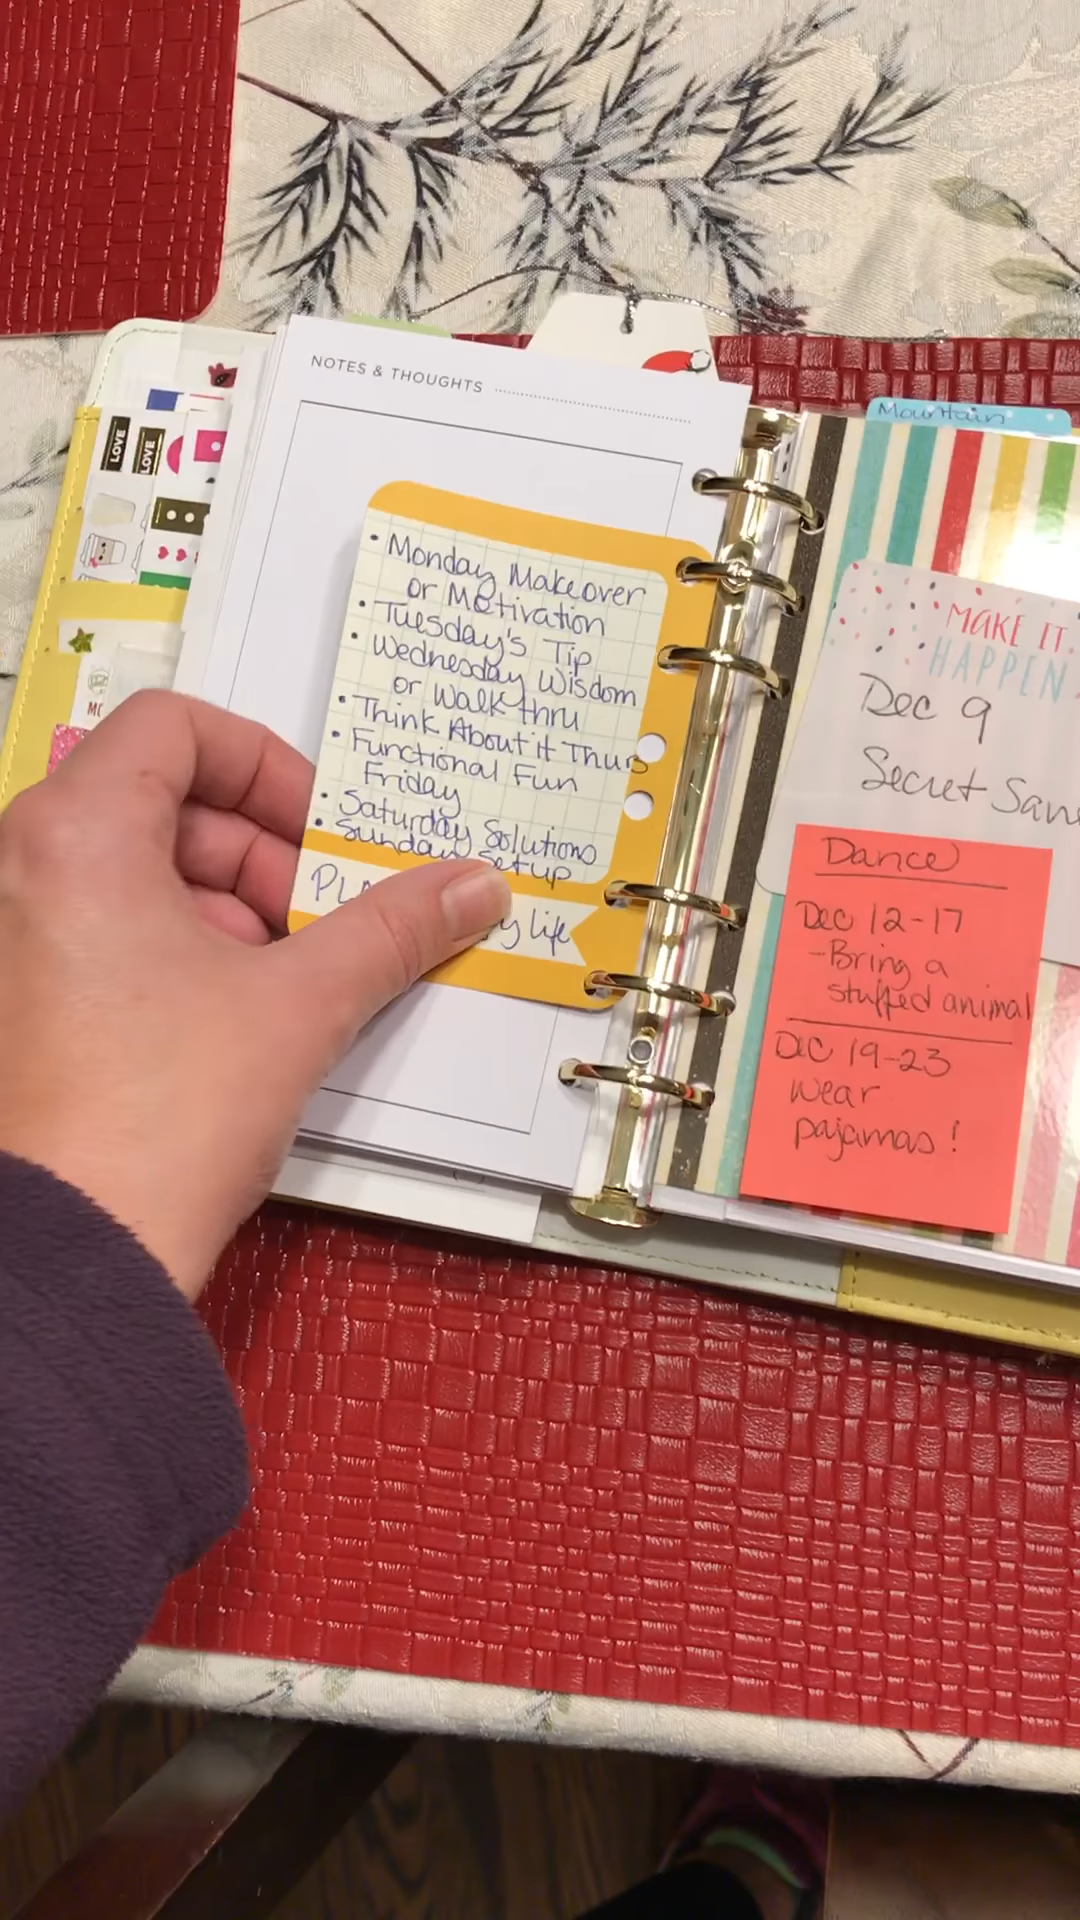 LOVE
LOVE
NOTES & THOUGHTS
• Monday Makeover
or Motivation
• Tuesday's Tip
• Wednesday Wisdom
or Walk thru
• Think About it Thurs
• Functional Fun
Friday
• Saturday Solutions
• Sunday Setup
life
Mountain
MAKE IT
HAPPEN
Dec 9
Secret
Dance
Dec 12-17
-Bring a
stuffed animal
Dec 19-23
wear
pajamas!